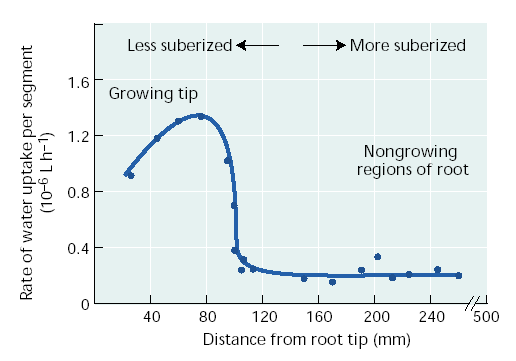 Less suberized
More suberized
Growing tip
Nongrowing
regions of root
Rate of water uptake per segment
(10–6 L h–1)
1.6
1.2
0.8
0.4
0
40
80
120
160
200
240
500
Distance from root tip (mm)